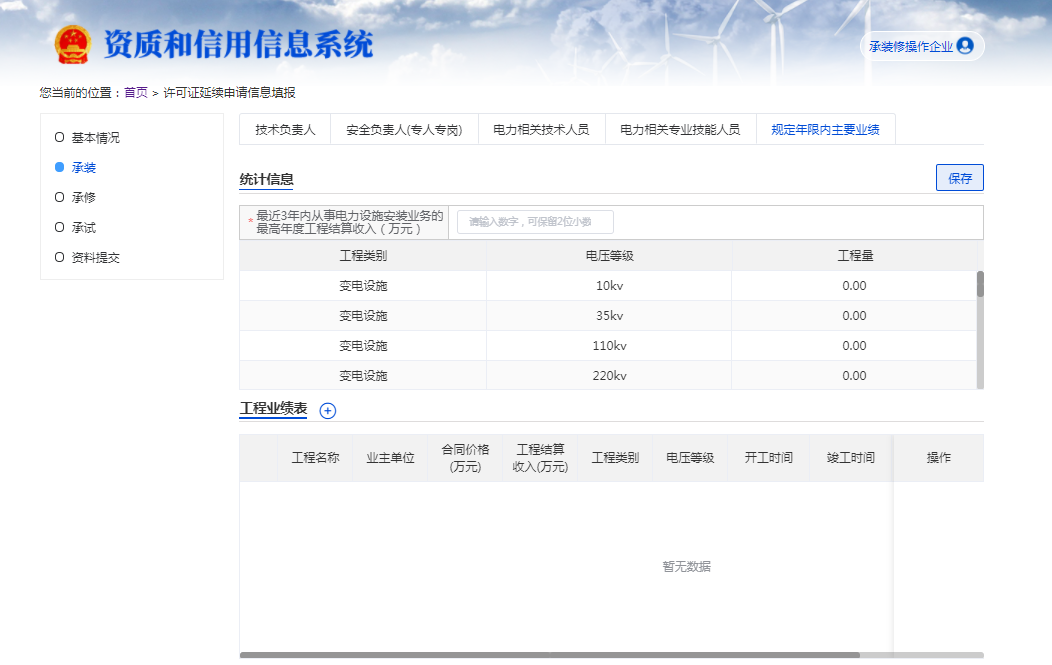 资质和信用信息系统
承装修操作企业
您当前的位置：首页 > 许可证延续申请信息填报
基本情况
承装
承修
承试
资料提交
技术负责人
安全负责人(专人专岗)
电力相关技术人员
电力相关专业技能人员
规定年限内主要业绩
统计信息
保存
* 最近3年内从事电力设施安装业务的
最高年度工程结算收入（万元）
请输入数字，可保留2位小数
工程类别 电压等级 工程量
变电设施 10kv 0.00
变电设施 35kv 0.00
变电设施 110kv 0.00
变电设施 220kv 0.00
工程业绩表
工程名称 业主单位 合同价格 工程结算 工程类别 电压等级 开工时间 竣工时间 操作
(万元) 收入(万元)
暂无数据